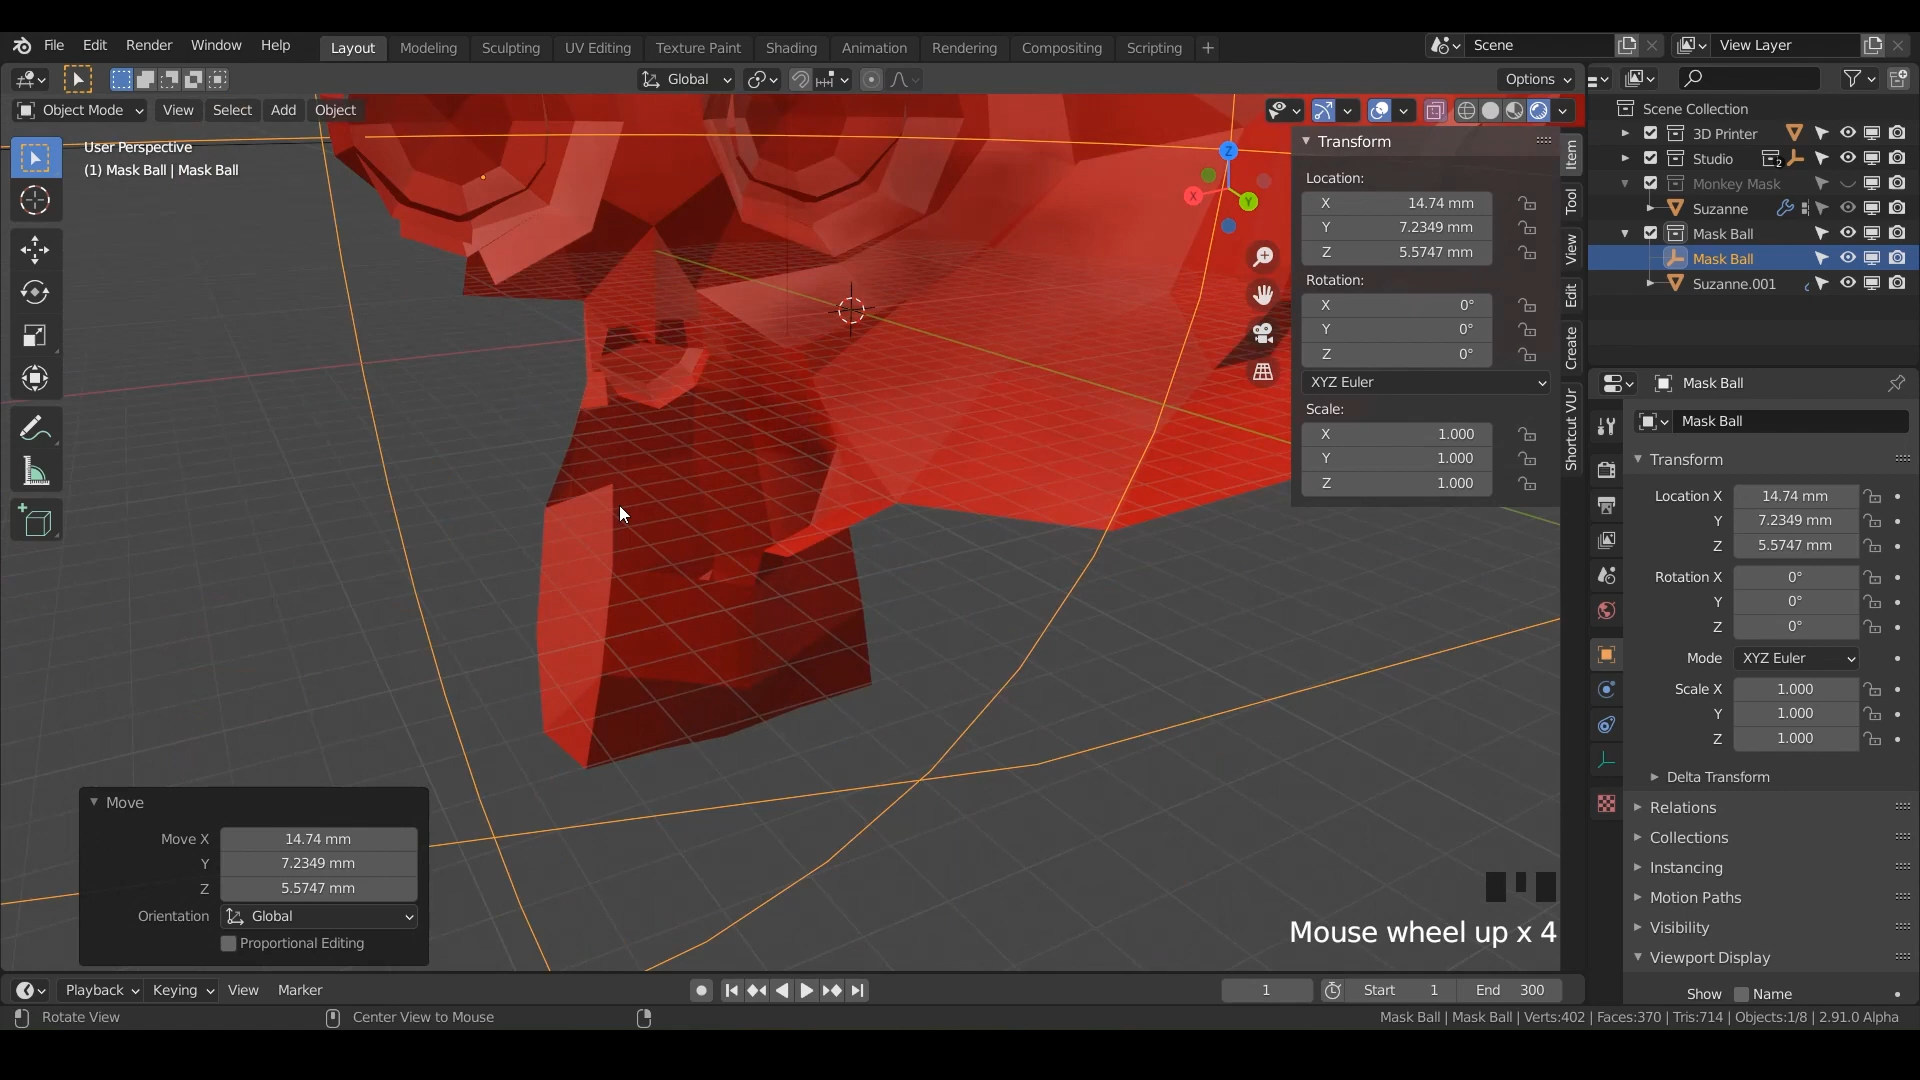 File Edit Render Window Help Layout Modeling Sculpting UV Editing Texture Paint Shading Animation Rendering Compositing Scripting + Scene View Layer
Global Options
Object Mode View Select Add Object
User Perspective
(1) Mask Ball | Mask Ball
Z
X
Y
Transform
Location:
X 14.74 mm
Y 7.2349 mm
Z 5.5747 mm
Rotation:
X 0°
Y 0°
Z 0°
XYZ Euler
Scale:
X 1.000
Y 1.000
Z 1.000
Item
Tool
View
Edit
Create
Shortcut VUr
Scene Collection
3D Printer
Studio 2
Monkey Mask
Suzanne
Mask Ball
Mask Ball
Suzanne.001
Mask Ball
Mask Ball
Transform
Location X 14.74 mm
Y 7.2349 mm
Z 5.5747 mm
Rotation X 0°
Y 0°
Z 0°
Mode XYZ Euler
Scale X 1.000
Y 1.000
Z 1.000
Delta Transform
Relations
Collections
Instancing
Motion Paths
Visibility
Viewport Display
Show Name
Move
Move X 14.74 mm
Y 7.2349 mm
Z 5.5747 mm
Orientation Global
Proportional Editing
Mouse wheel up x 4
Playback Keying View Marker 1 Start 1 End 300
Rotate View Center View to Mouse Mask Ball | Mask Ball | Verts:402 | Faces:370 | Tris:714 | Objects:1/8 | 2.91.0 Alpha